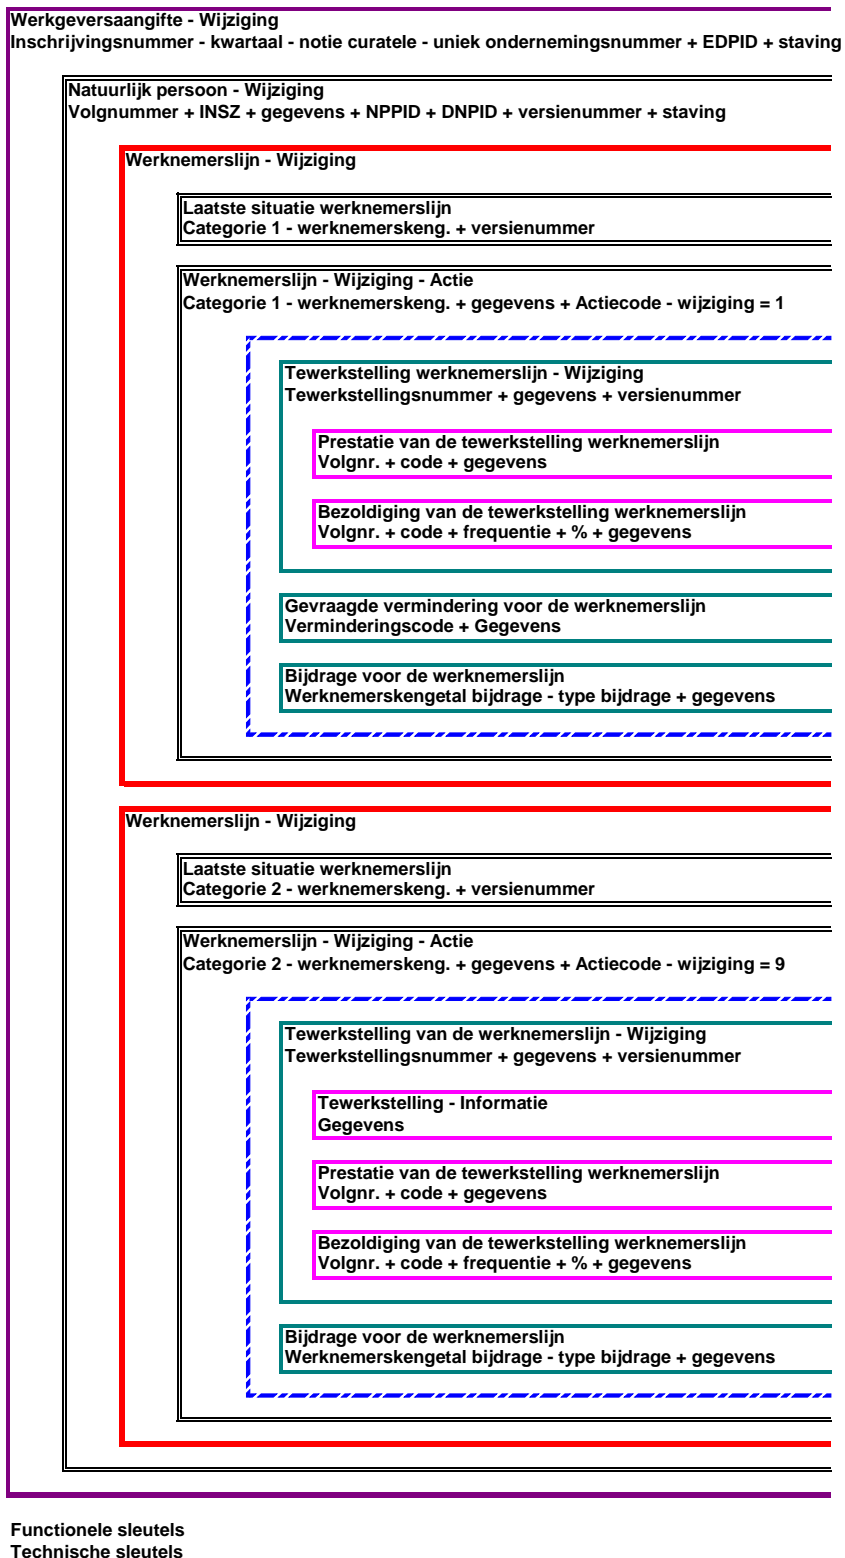 Werkgeversaangifte - Wijziging
Inschrijvingsnummer - kwartaal - notie curatele - uniek ondernemingsnummer + EDPID + staving
Natuurlijk persoon - Wijziging
Volgnummer + INSZ + gegevens + NPPID + DNPID + versienummer + staving
Werknemerslijn - Wijziging
Laatste situatie werknemerslijn
Categorie 1 - werknemerskeng. + versienummer
Werknemerslijn - Wijziging - Actie
Categorie 1 - werknemerskeng. + gegevens + Actiecode - wijziging = 1
Tewerkstelling werknemerslijn - Wijziging
Tewerkstellingsnummer + gegevens + versienummer
Prestatie van de tewerkstelling werknemerslijn
Volgnr. + code + gegevens
Bezoldiging van de tewerkstelling werknemerslijn
Volgnr. + code + frequentie + % + gegevens
Gevraagde vermindering voor de werknemerslijn
Verminderingscode + Gegevens
Bijdrage voor de werknemerslijn
Werknemerskengetal bijdrage - type bijdrage + gegevens
Werknemerslijn - Wijziging
Laatste situatie werknemerslijn
Categorie 2 - werknemerskeng. + versienummer
Werknemerslijn - Wijziging - Actie
Categorie 2 - werknemerskeng. + gegevens + Actiecode - wijziging = 9
Tewerkstelling van de werknemerslijn - Wijziging
Tewerkstellingsnummer + gegevens + versienummer
Tewerkstelling - Informatie
Gegevens
Prestatie van de tewerkstelling werknemerslijn
Volgnr. + code + gegevens
Bezoldiging van de tewerkstelling werknemerslijn
Volgnr. + code + frequentie + % + gegevens
Bijdrage voor de werknemerslijn
Werknemerskengetal bijdrage - type bijdrage + gegevens
Functionele sleutels
Technische sleutels